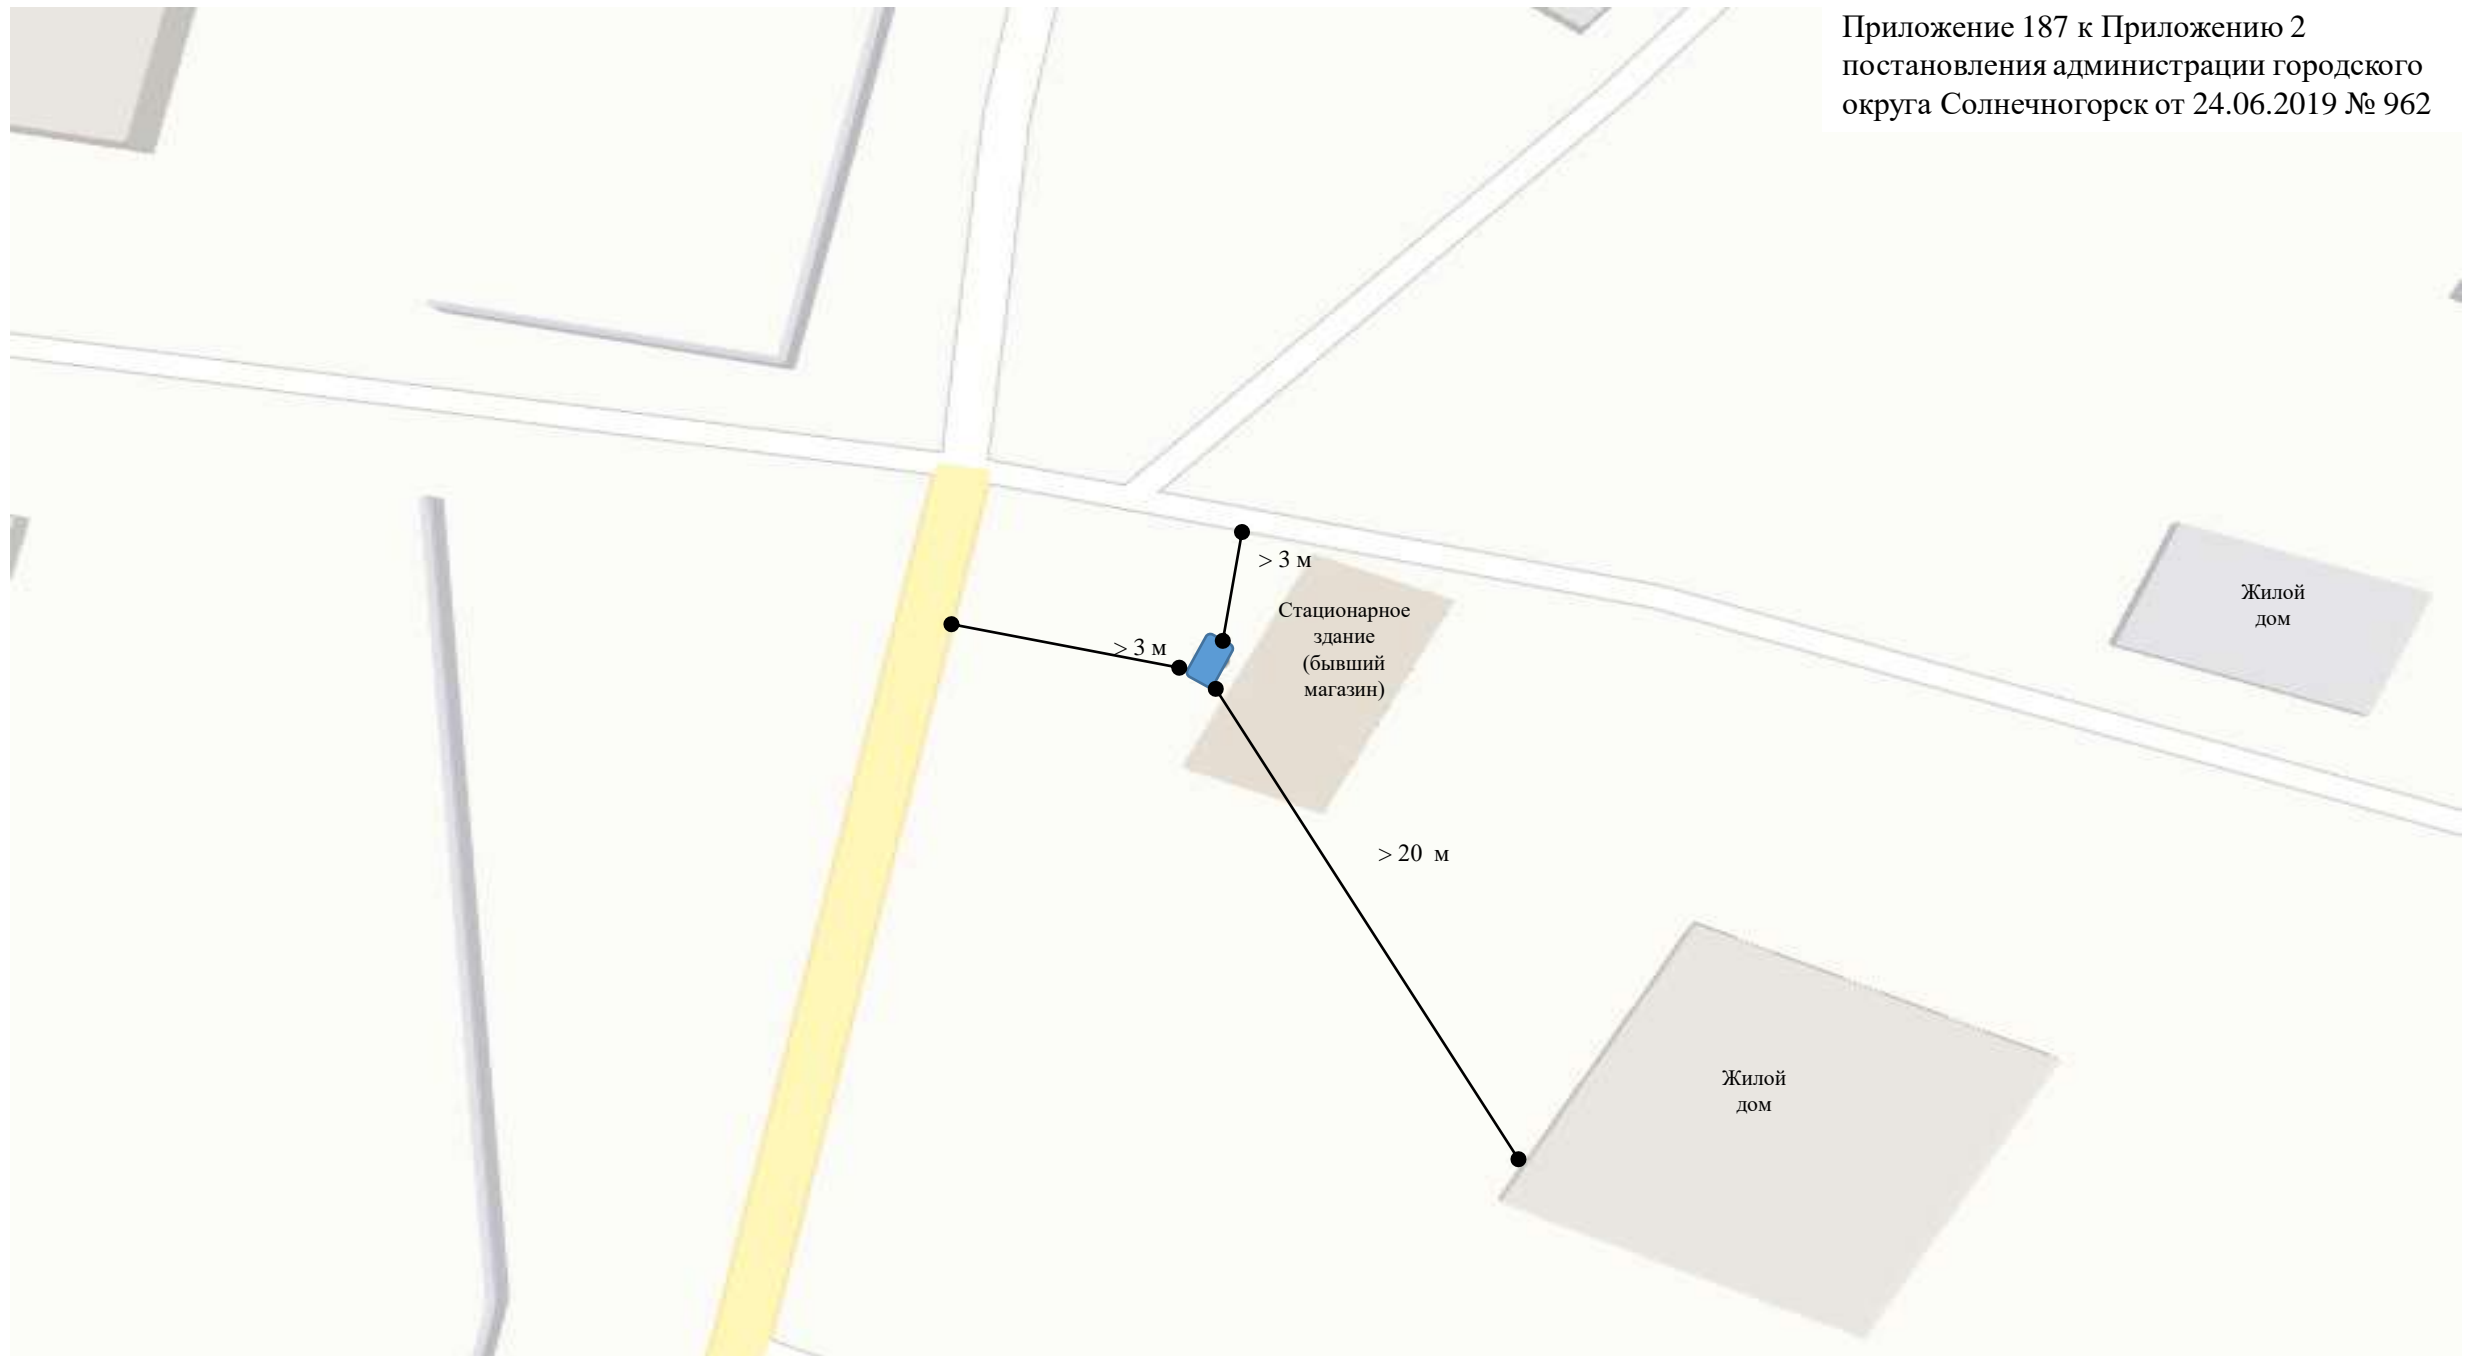 Приложение 187 к Приложению 2
постановления администрации городского
округа Солнечногорск от 24.06.2019 № 962
> 3 м
Стационарное
здание
(бывший
магазин)
> 3 м
Жилой
дом
> 20 м
Жилой
дом